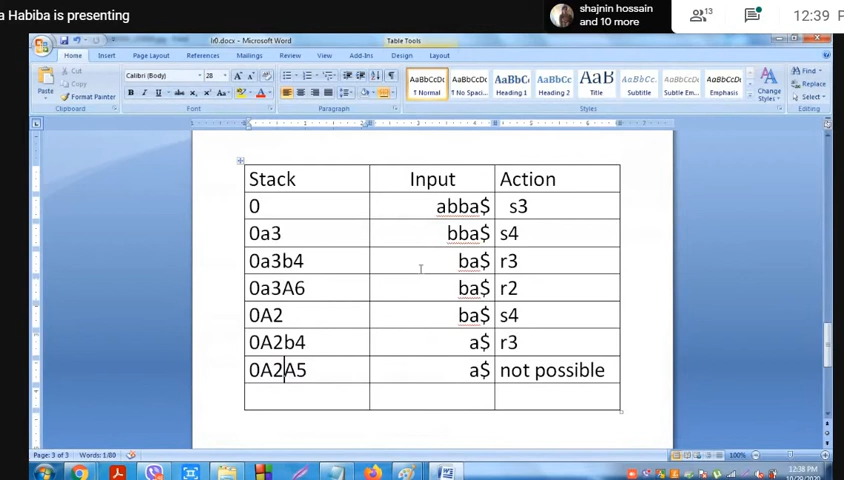 a Habiba is presenting
shajnin hossain
and 10 more
13
12:39
lr0.docx - Microsoft Word
Table Tools
Home Insert Page Layout References Mailings Review View Add-Ins Design Layout
Paste
Cut
Copy
Format Painter
Clipboard
Calibri (Body) 28
Font
Paragraph
AaBbCcDc AaBbCcDc AaBbC AaBbCc AaB AaBbCc. AaBbCcDc AaBbCcDc
¶ Normal ¶ No Spaci... Heading 1 Heading 2 Title Subtitle Subtle Em... Emphasis
Styles
Change Styles
Find
Replace
Select
Editing
Stack Input Action
0 abba$ s3
0a3 bba$ s4
0a3b4 ba$ r3
0a3A6 ba$ r2
0A2 ba$ s4
0A2b4 a$ r3
0A2A5 a$ not possible
Page: 3 of 3 Words: 1/80 100%
12:38 PM
10/29/2020